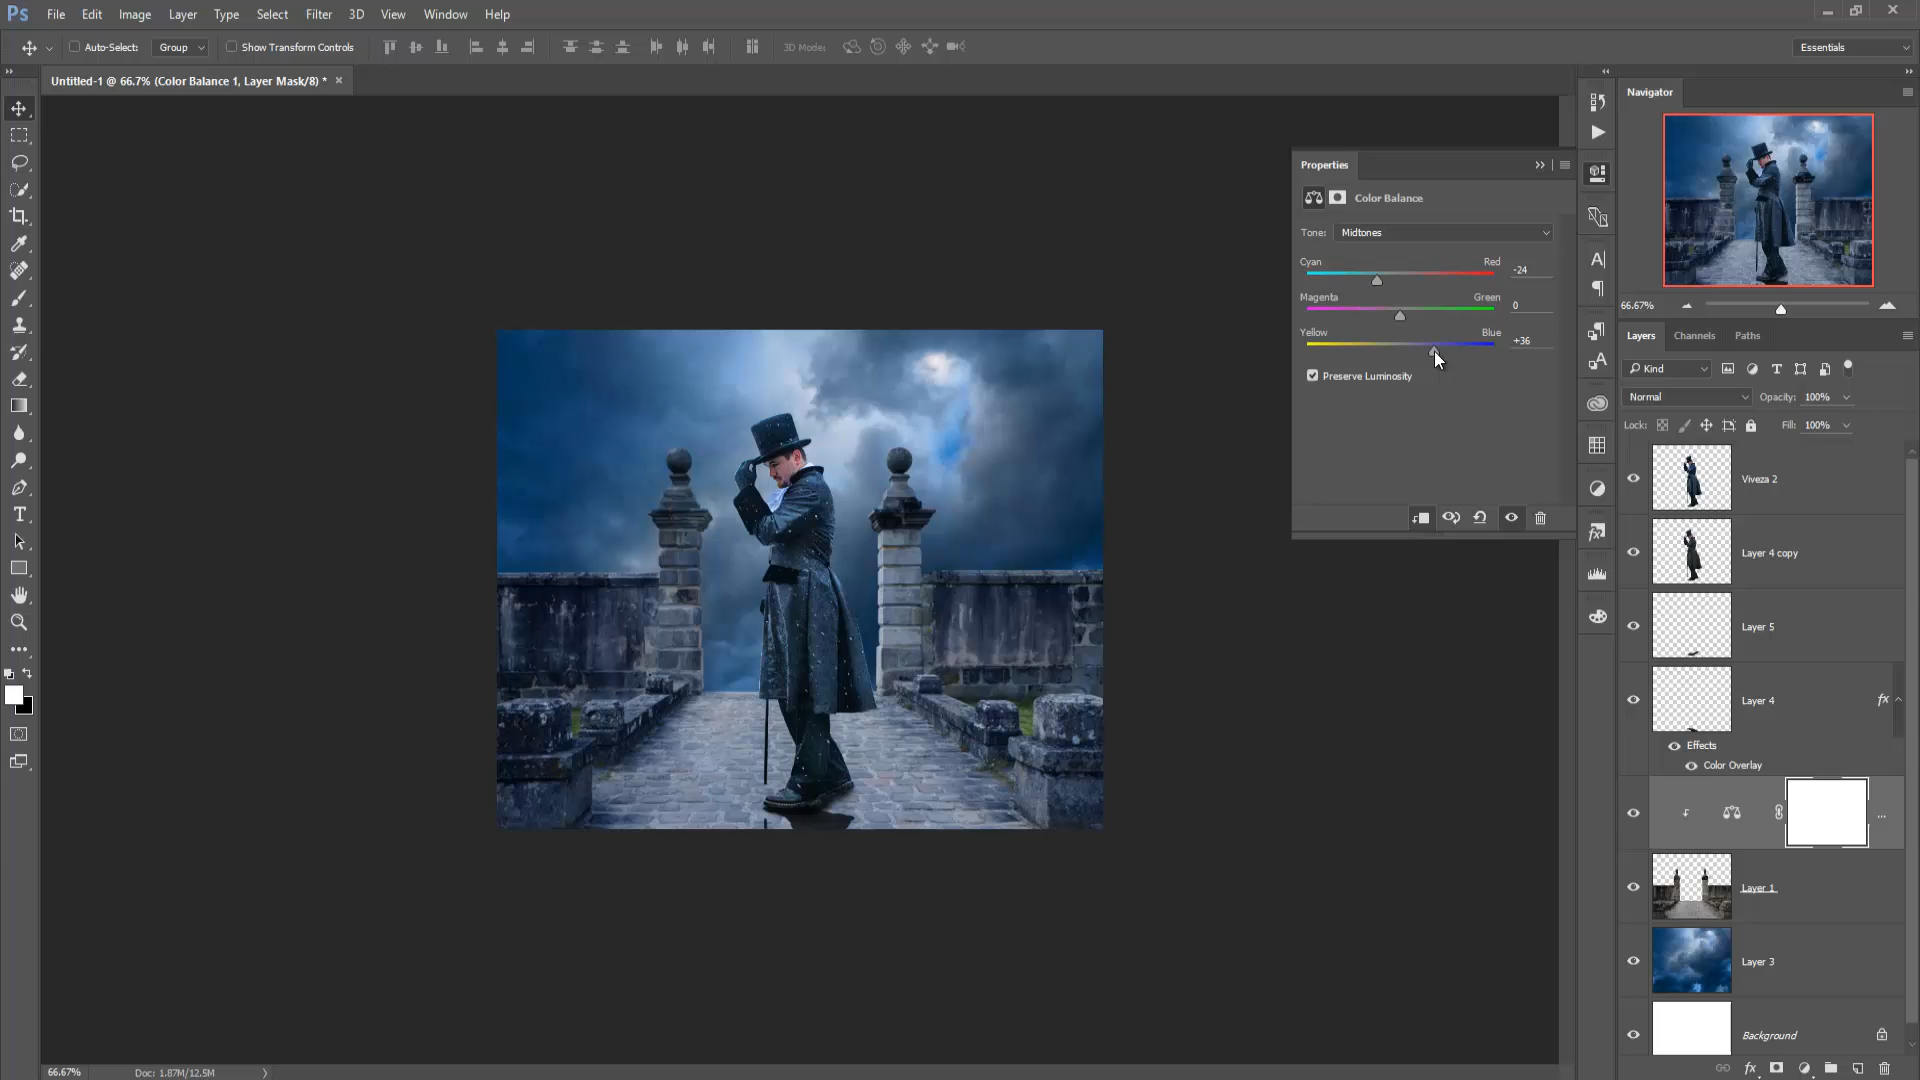 Ps File Edit Image Layer Type Select Filter 3D View Window Help
Auto-Select: Group Show Transform Controls 3D Mode: Essentials
Untitled-1 @ 66.7% (Color Balance 1, Layer Mask/8) * ×
Navigator
Properties
Color Balance
Tone: Midtones
Cyan Red -24
Magenta Green 0
Yellow Blue +36
Preserve Luminosity
66.67%
Layers Channels Paths
Kind
Normal Opacity: 100%
Lock: Fill: 100%
Viveza 2
Layer 4 copy
Layer 5
Layer 4 fx
Effects
Color Overlay
...
Layer 1
Layer 3
Background
66.67% Doc: 1.87M/12.5M